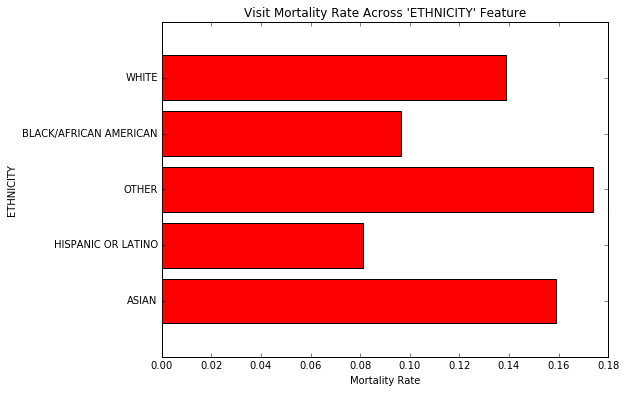 Visit Mortality Rate Across 'ETHNICITY' Feature
ETHNICITY
WHITE
BLACK/AFRICAN AMERICAN
OTHER
HISPANIC OR LATINO
ASIAN
0.00 0.02 0.04 0.06 0.08 0.10 0.12 0.14 0.16 0.18
Mortality Rate